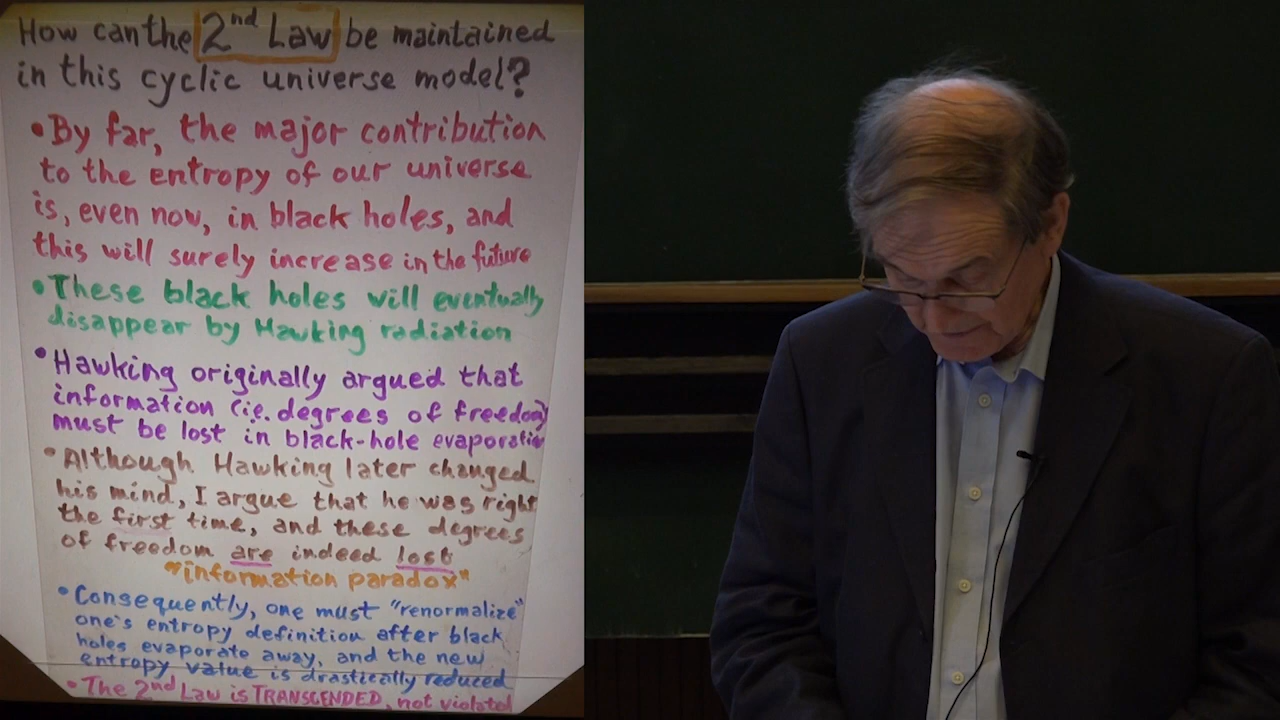 How can the 2nd Law be maintained
in this cyclic universe model?
• By far, the major contribution
to the entropy of our universe
is, even now, in black holes, and
this will surely increase in the future
• These black holes will eventually
disappear by Hawking radiation
• Hawking originally argued that
information (i.e. degrees of freedom)
must be lost in black-hole evaporation
• Although Hawking later changed
his mind, I argue that he was right
the first time, and these degrees
of freedom are indeed lost
"information paradox"
• Consequently, one must "renormalize"
one's entropy definition after black
holes evaporate away, and the new
entropy value is drastically reduced
• The 2nd Law is TRANSCENDED, not violated